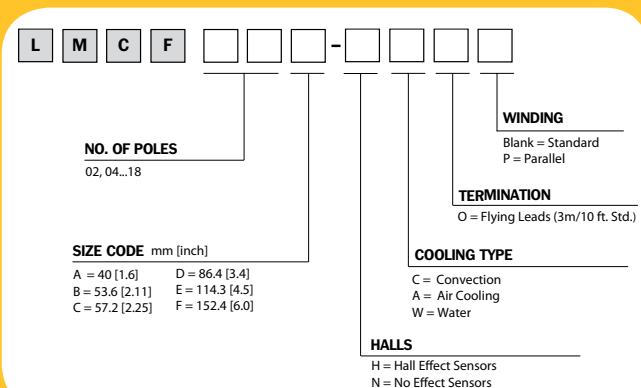 L M C F -
WINDING
Blank = Standard
P = Parallel
NO. OF POLES
02, 04...18
TERMINATION
O = Flying Leads (3m/10 ft. Std.)
SIZE CODE mm [inch]
A = 40 [1.6] D = 86.4 [3.4]
B = 53.6 [2.11] E = 114.3 [4.5]
C = 57.2 [2.25] F = 152.4 [6.0]
COOLING TYPE
C = Convection
A = Air Cooling
W = Water
HALLS
H = Hall Effect Sensors
N = No Effect Sensors